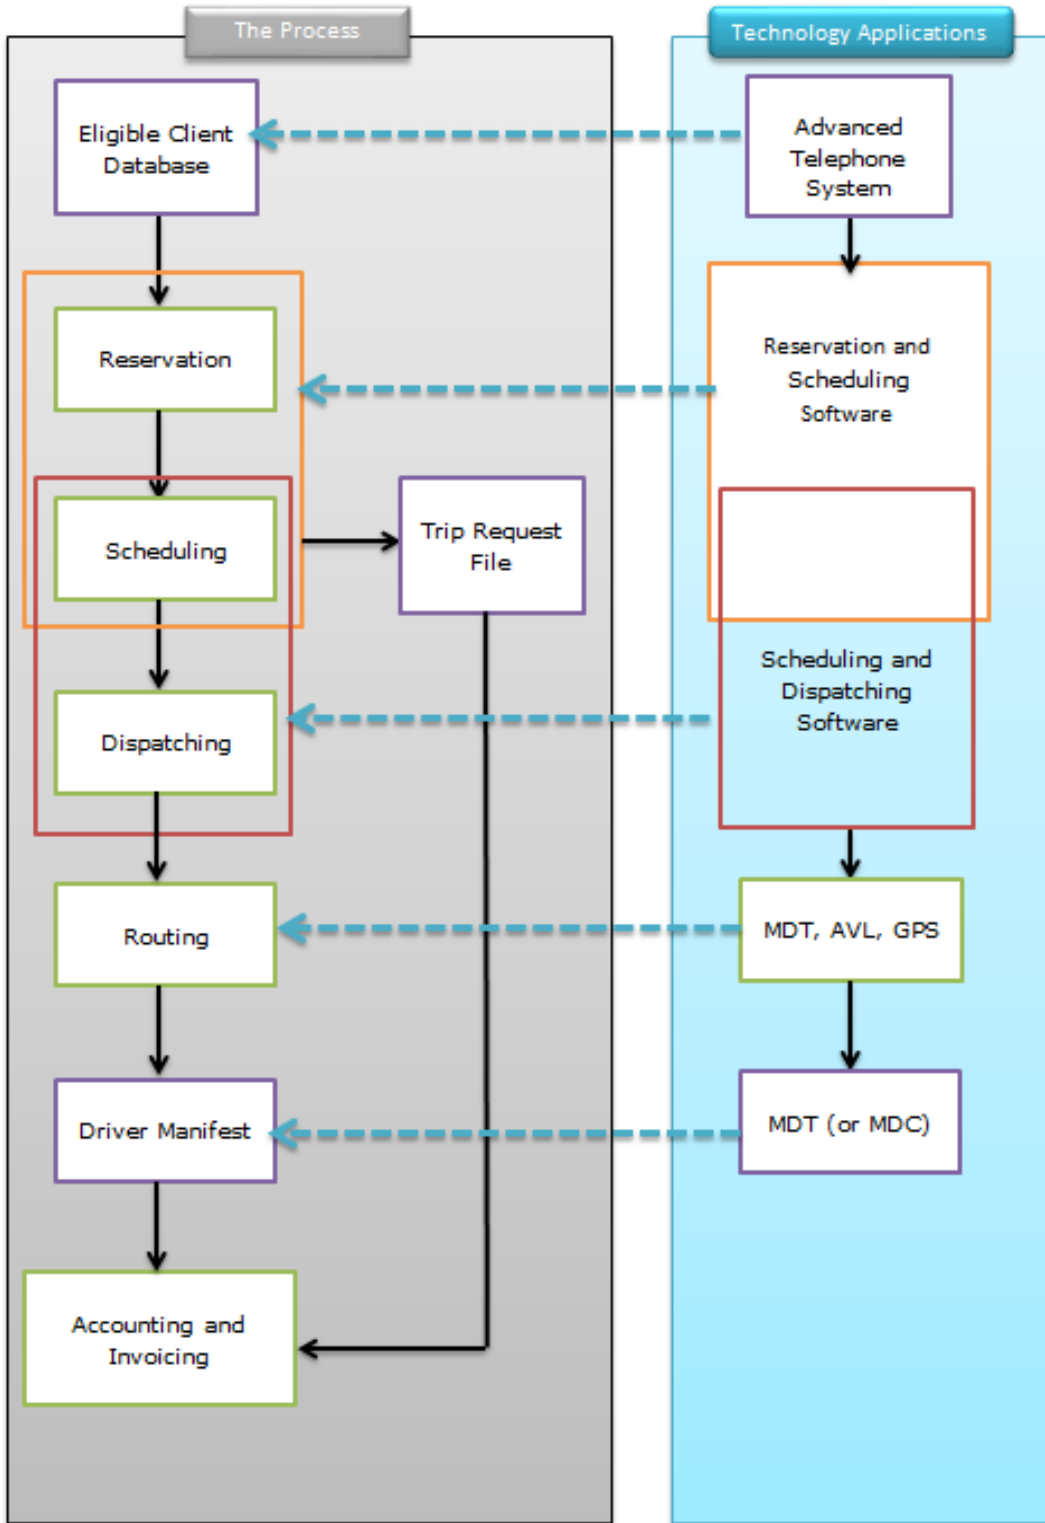 The Process
Eligible Client
Database
Reservation
Scheduling
Trip Request
File
Dispatching
Routing
Driver Manifest
Accounting and
Invoicing
Technology Applications
Advanced
Telephone
System
Reservation and
Scheduling
Software
Scheduling and
Dispatching
Software
MDT, AVL, GPS
MDT (or MDC)